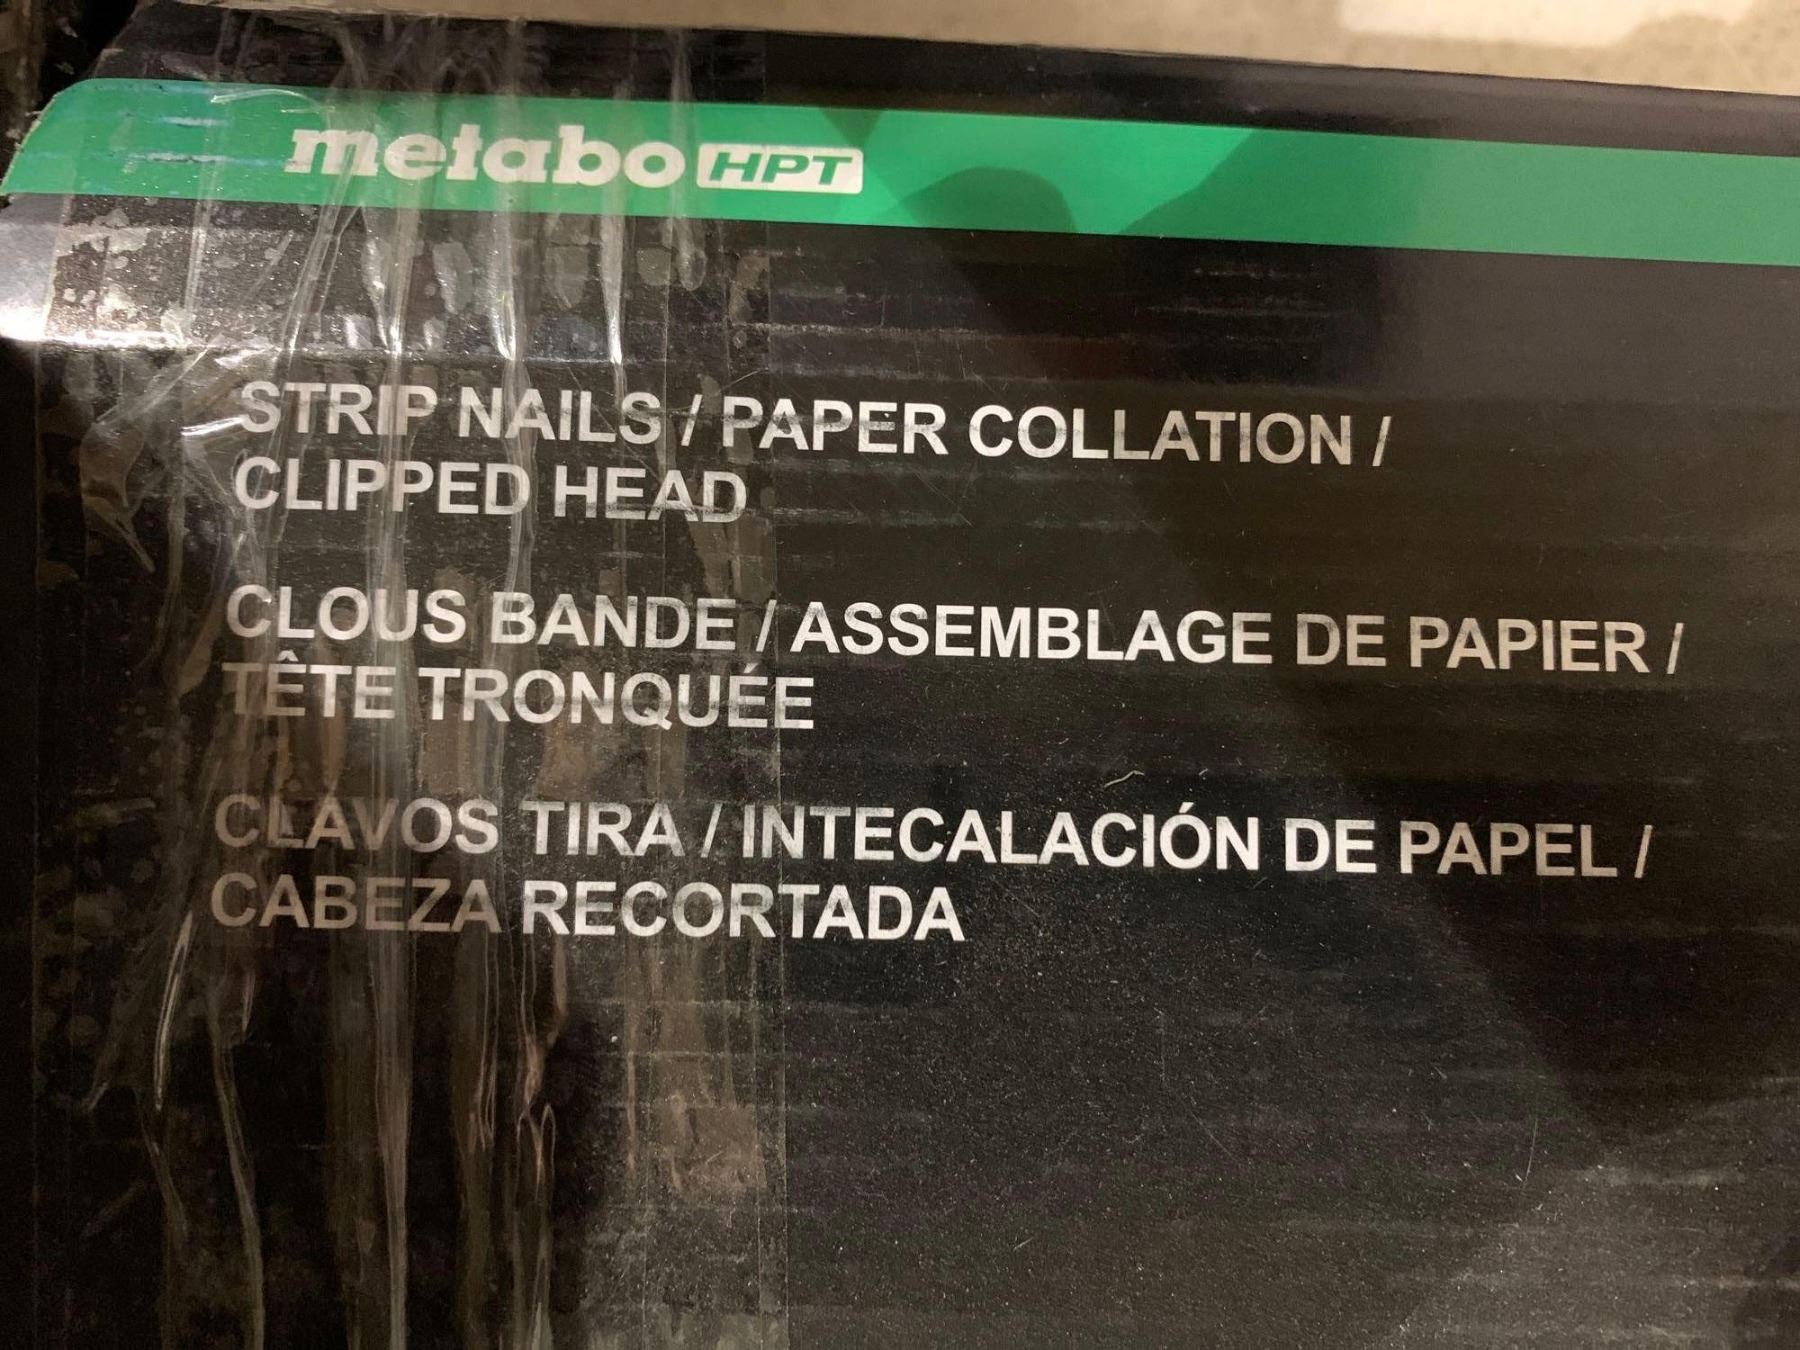 metabo HPT
STRIP NAILS / PAPER COLLATION /
CLIPPED HEAD
CLOUS BANDE / ASSEMBLAGE DE PAPIER /
TÊTE TRONQUÉE
CLAVOS TIRA / INTECALACIÓN DE PAPEL /
CABEZA RECORTADA